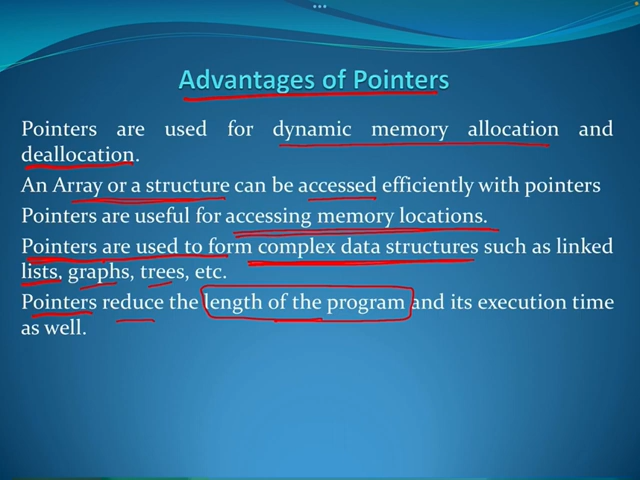 Advantages of Pointers
Pointers are used for dynamic memory allocation and
deallocation.
An Array or a structure can be accessed efficiently with pointers
Pointers are useful for accessing memory locations.
Pointers are used to form complex data structures such as linked
lists, graphs, trees, etc.
Pointers reduce the length of the program and its execution time
as well.